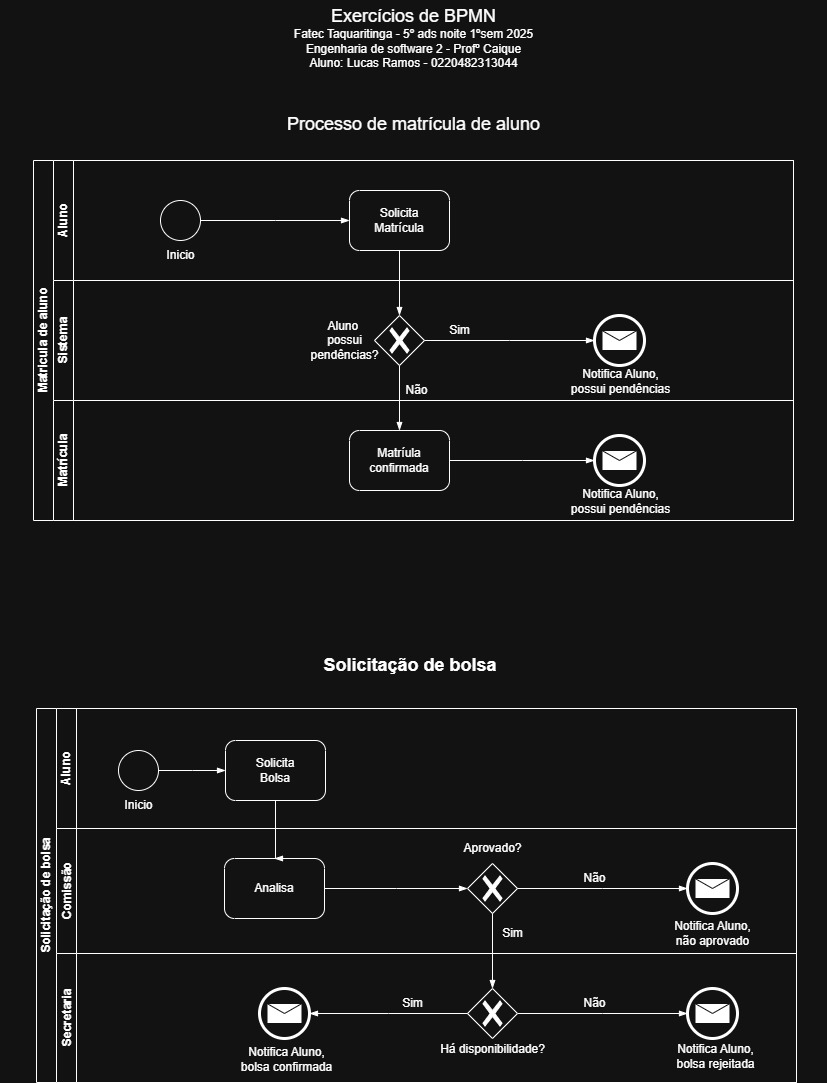 Exercícios de BPMN
Fatec Taquaritinga - 5º ads noite 1ºsem 2025
Engenharia de software 2 - Profº Caique
Aluno: Lucas Ramos - 0220482313044
Processo de matrícula de aluno
Matricula de aluno
Aluno
Inicio
Solicita
Matrícula
Sistema
Aluno
possui
pendências?
Sim
Notifica Aluno,
possui pendências
Não
Matrícula
Matríula
confirmada
Notifica Aluno,
possui pendências
Solicitação de bolsa
Solicitação de bolsa
Aluno
Inicio
Solicita
Bolsa
Comissão
Analisa
Aprovado?
Não
Notifica Aluno,
não aprovado
Sim
Secretaria
Sim
Notifica Aluno,
bolsa confirmada
Há disponibilidade?
Não
Notifica Aluno,
bolsa rejeitada